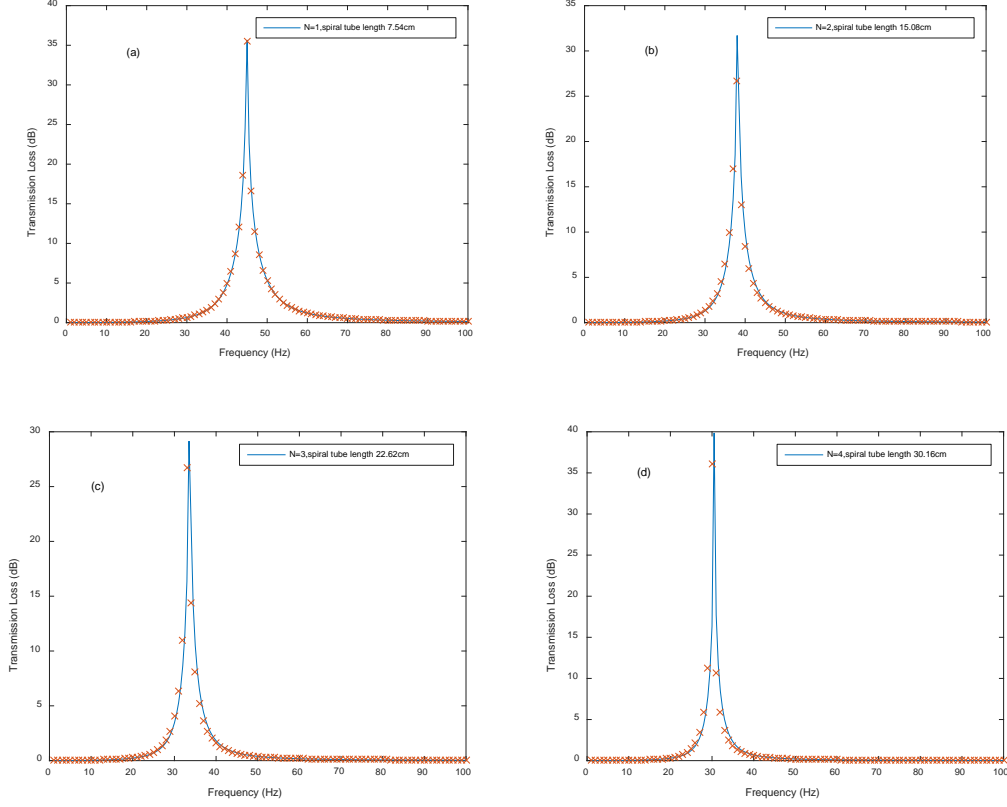 40
35
30
25
20
15
10
5
0
Transmission Loss (dB)
(a)
N=1,spiral tube length 7.54cm
0 10 20 30 40 50 60 70 80 90 100
Frequency (Hz)
35
30
25
20
15
10
5
0
Transmission Loss (dB)
(b)
N=2,spiral tube length 15.08cm
0 10 20 30 40 50 60 70 80 90 100
Frequency (Hz)
30
25
20
15
10
5
0
Transmission Loss (dB)
(c)
N=3,spiral tube length 22.62cm
0 10 20 30 40 50 60 70 80 90 100
Frequency (Hz)
40
35
30
25
20
15
10
5
0
Transmission Loss (dB)
(d)
N=4,spiral tube length 30.16cm
0 10 20 30 40 50 60 70 80 90 100
Frequency (Hz)